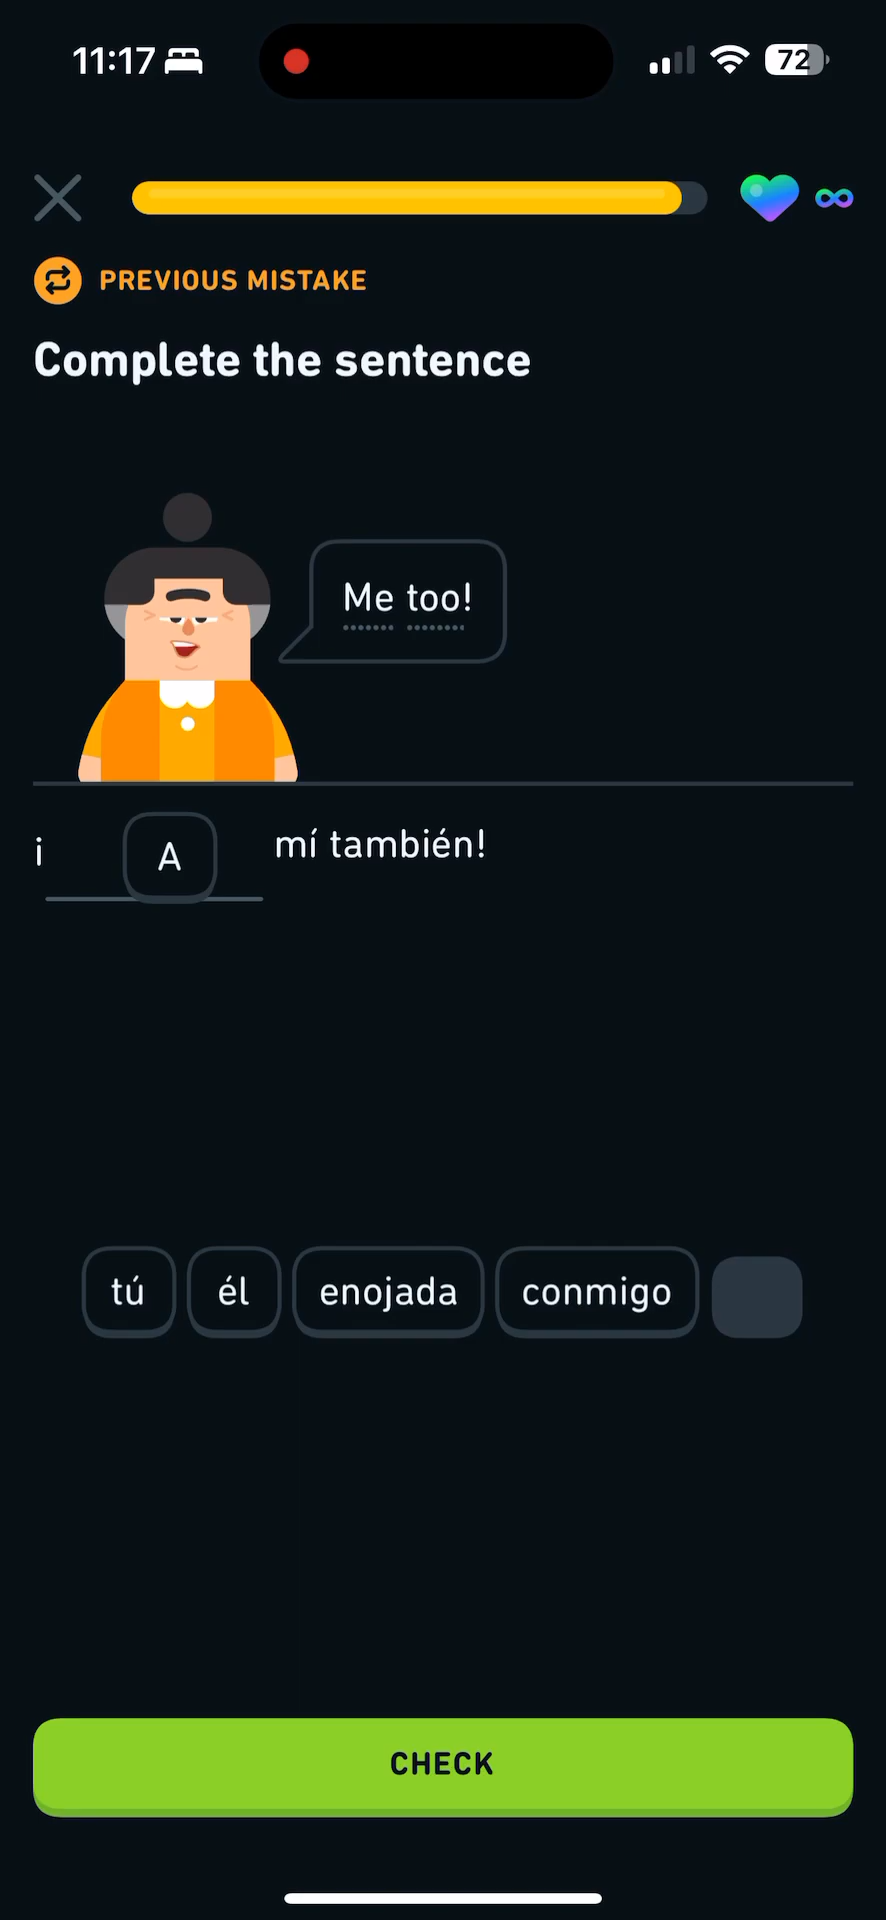 11:17 72
PREVIOUS MISTAKE
Complete the sentence
Me too!
¡ A mí también!
tú él enojada conmigo
CHECK